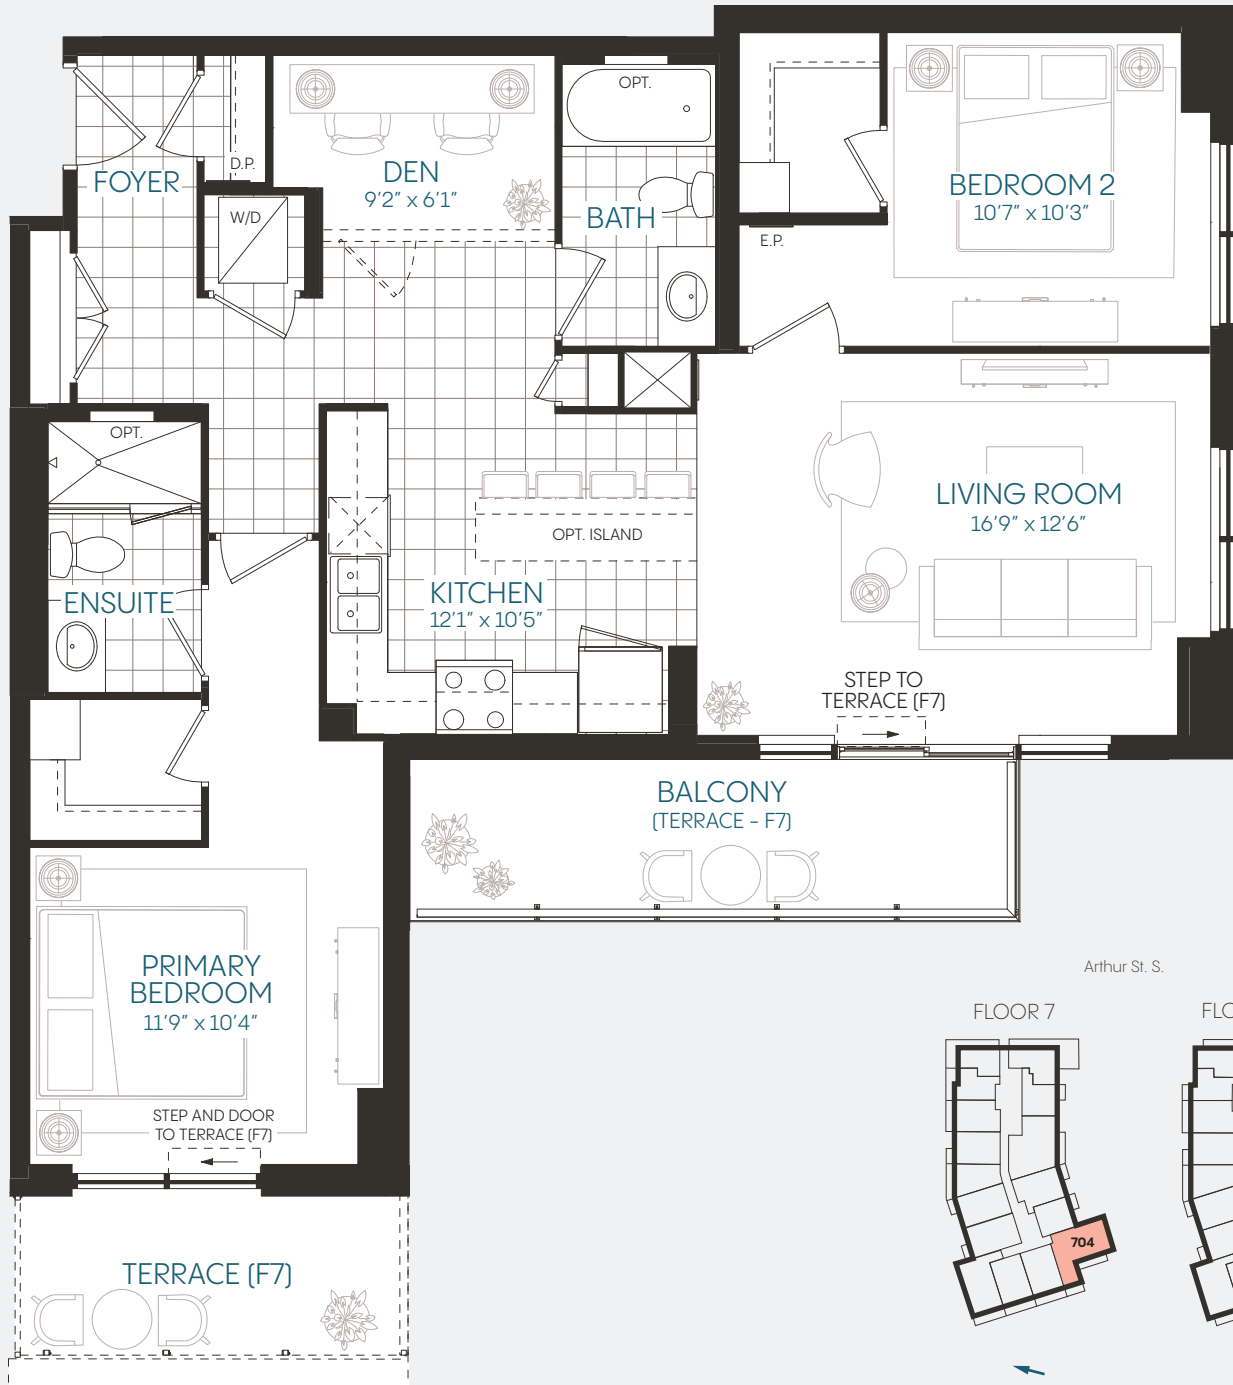 OPT.
D.P.
FOYER
DEN
9'2" x 6'1"
W/D
BATH
BEDROOM 2
10'7" x 10'3"
E.P.
OPT.
LIVING ROOM
16'9" x 12'6"
OPT. ISLAND
KITCHEN
12'1" x 10'5"
ENSUITE
STEP TO
TERRACE (F7)
BALCONY
(TERRACE - F7)
PRIMARY
BEDROOM
11'9" x 10'4"
STEP AND DOOR
TO TERRACE (F7)
TERRACE (F7)
Arthur St. S.
FLOOR 7
FLO
704